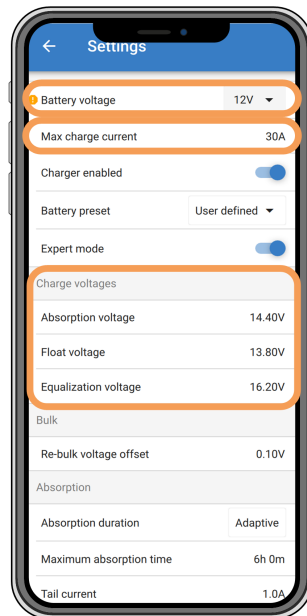 Settings
Battery voltage 12V
Max charge current 30A
Charger enabled
Battery preset User defined
Expert mode
Charge voltages
Absorption voltage 14.40V
Float voltage 13.80V
Equalization voltage 16.20V
Bulk
Re-bulk voltage offset 0.10V
Absorption
Absorption duration Adaptive
Maximum absorption time 6h 0m
Tail current 1.0A